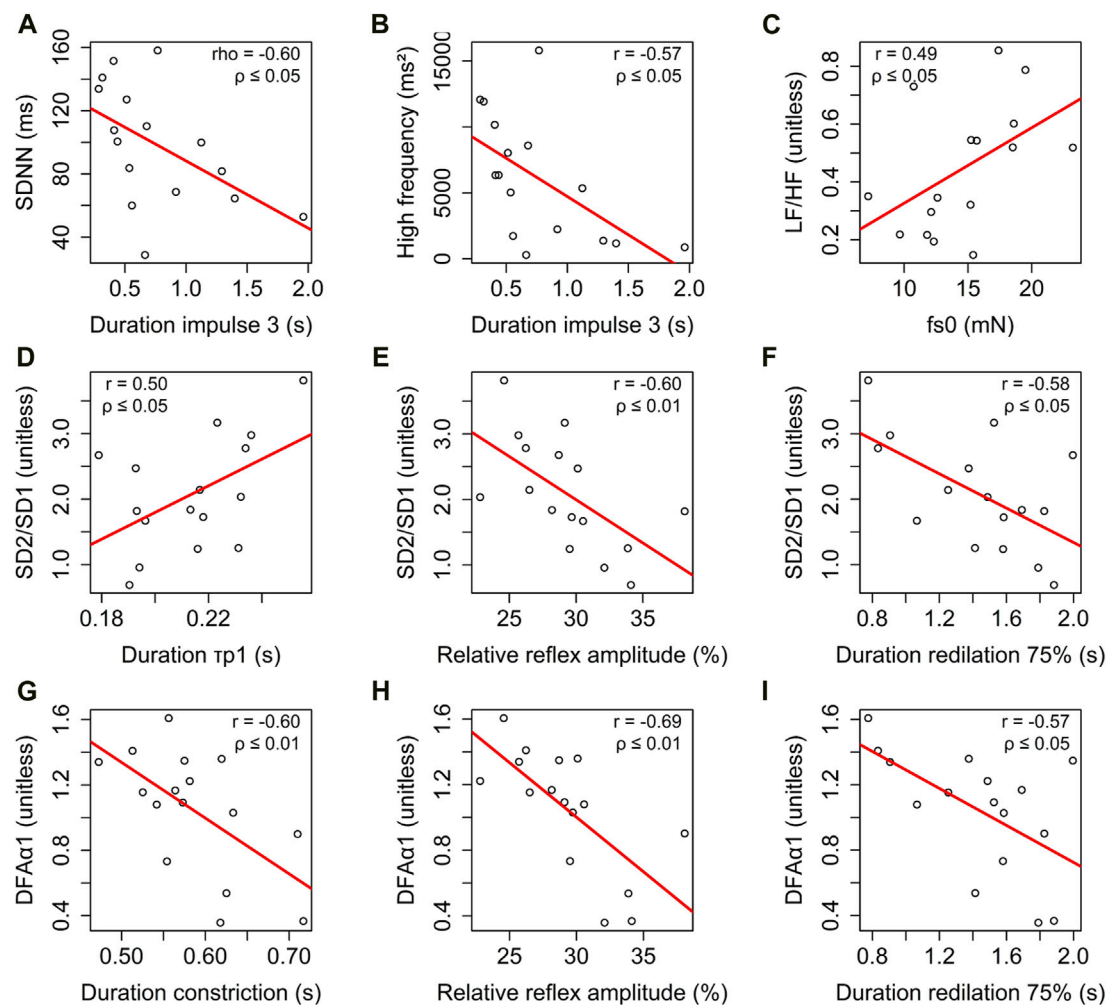 A
SDNN (ms)
160
120
80
40
rho = -0.60
ρ ≤ 0.05
0.5 1.0 1.5 2.0
Duration impulse 3 (s)
B
High frequency (ms²)
15000
5000
0
r = -0.57
ρ ≤ 0.05
0.5 1.0 1.5 2.0
Duration impulse 3 (s)
C
LF/HF (unitless)
0.8
0.6
0.4
0.2
r = 0.49
ρ ≤ 0.05
10 15 20
fs0 (mN)
D
SD2/SD1 (unitless)
3.0
2.0
1.0
r = 0.50
ρ ≤ 0.05
0.18 0.22
Duration τp1 (s)
E
SD2/SD1 (unitless)
3.0
2.0
1.0
r = -0.60
ρ ≤ 0.01
25 30 35
Relative reflex amplitude (%)
F
SD2/SD1 (unitless)
3.0
2.0
1.0
r = -0.58
ρ ≤ 0.05
0.8 1.2 1.6 2.0
Duration redilation 75% (s)
G
DFAα1 (unitless)
1.6
1.2
0.8
0.4
r = -0.60
ρ ≤ 0.01
0.50 0.60 0.70
Duration constriction (s)
H
DFAα1 (unitless)
1.6
1.2
0.8
0.4
r = -0.69
ρ ≤ 0.01
25 30 35
Relative reflex amplitude (%)
I
DFAα1 (unitless)
1.6
1.2
0.8
0.4
r = -0.57
ρ ≤ 0.05
0.8 1.2 1.6 2.0
Duration redilation 75% (s)